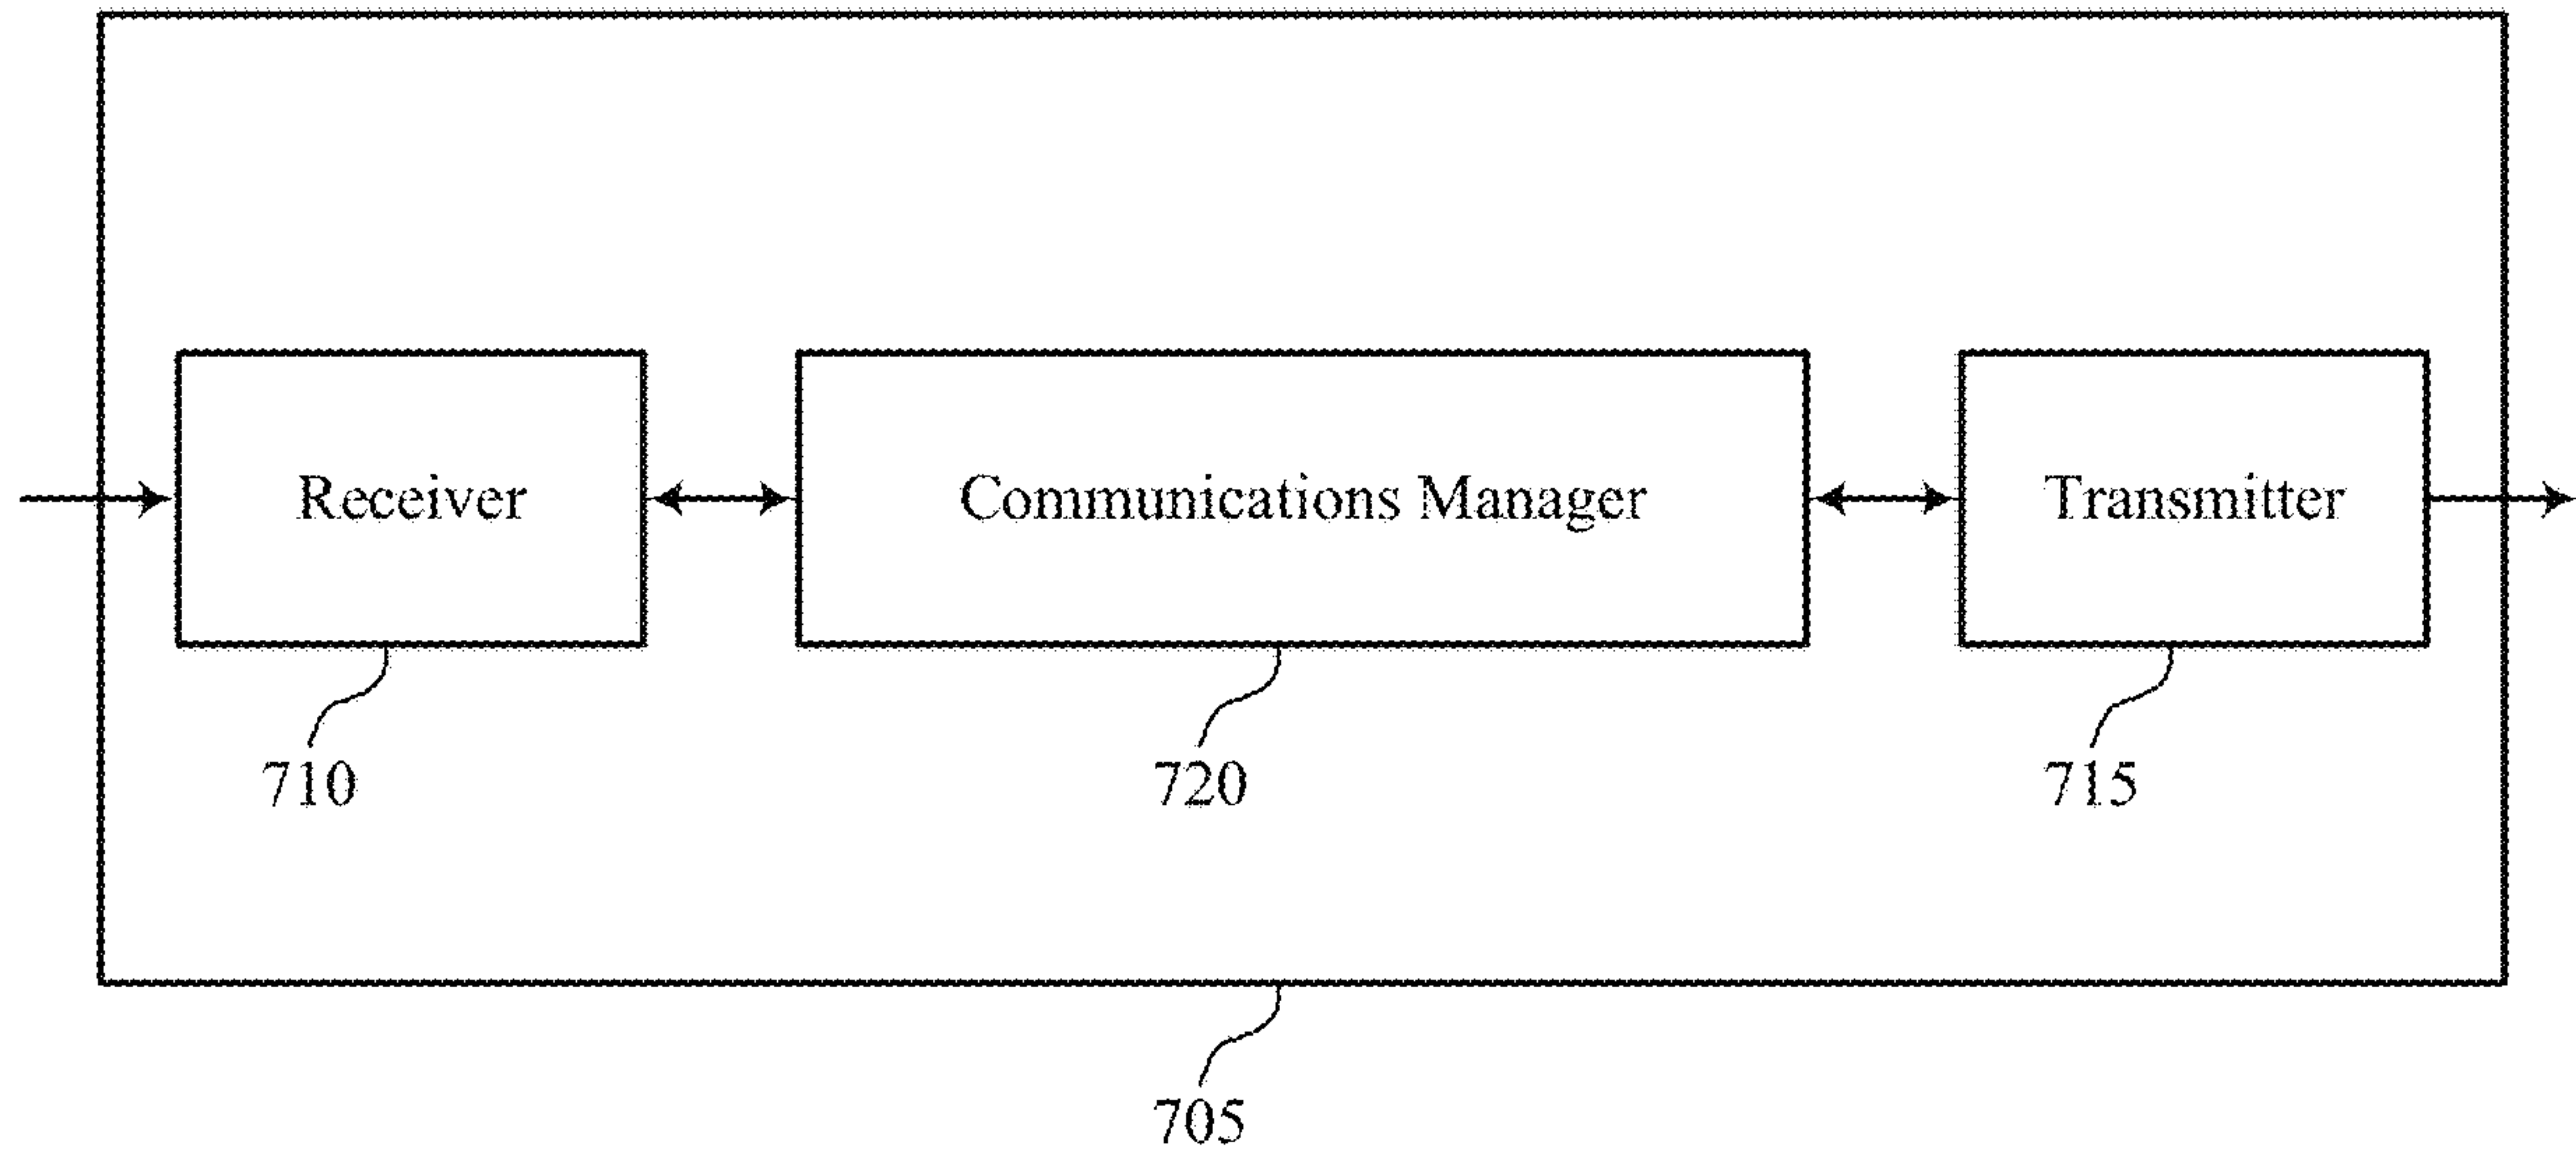 Receiver
Communications Manager
Transmitter
710
720
715
705